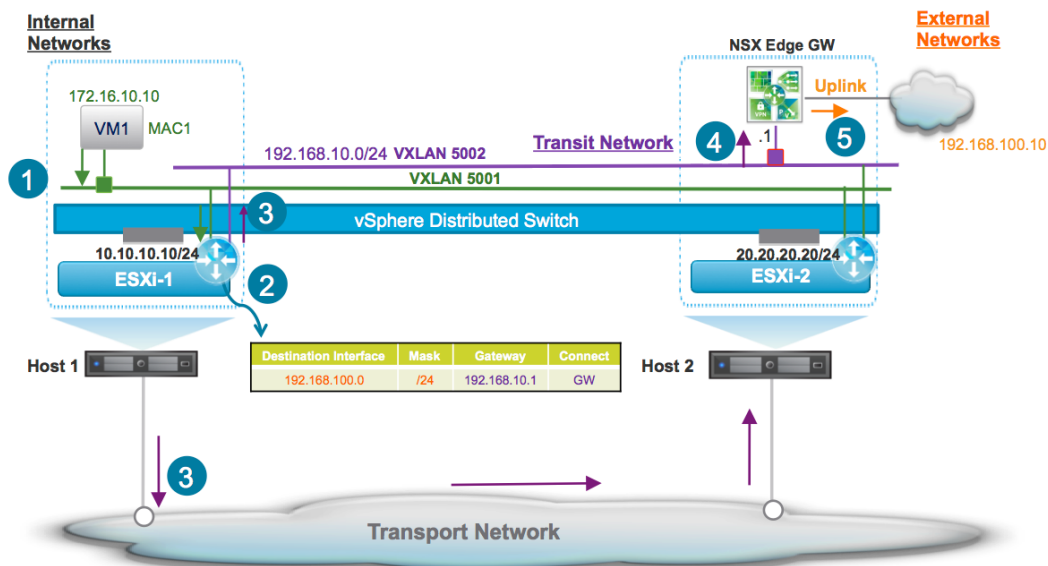 Internal
Networks
NSX Edge GW
External
Networks
172.16.10.10
VM1
MAC1
Uplink
VPN
.1
192.168.100.10
Transit Network
4
5
192.168.10.0/24 VXLAN 5002
1
VXLAN 5001
3
vSphere Distributed Switch
10.10.10.10/24
20.20.20.20/24
ESXi-1
ESXi-2
2
Destination Interface Mask Gateway Connect
192.168.100.0 /24 192.168.10.1 GW
Host 1
Host 2
3
Transport Network